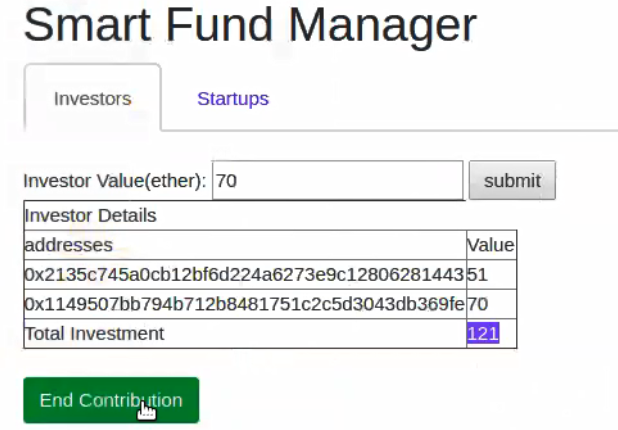 Smart Fund Manager
Investors Startups
Investor Value(ether): 70 submit
Investor Details
addresses Value
0x2135c745a0cb12bf6d224a6273e9c12806281443 51
0x1149507bb794b712b8481751c2c5d3043db369fe 70
Total Investment 121
End Contribution